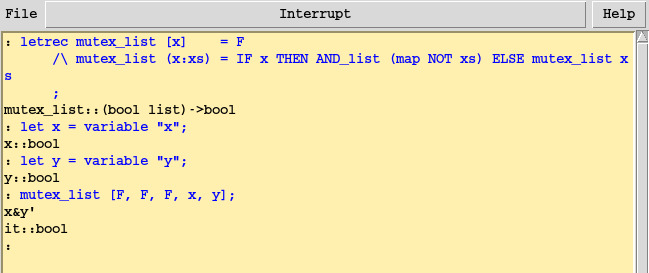 File Interrupt Help
: letrec mutex_list [x]    = F
      /\ mutex_list (x:xs) = IF x THEN AND_list (map NOT xs) ELSE mutex_list x
s
      ;
mutex_list::(bool list)->bool
: let x = variable "x";
x::bool
: let y = variable "y";
y::bool
: mutex_list [F, F, F, x, y];
x&y'
it::bool
: